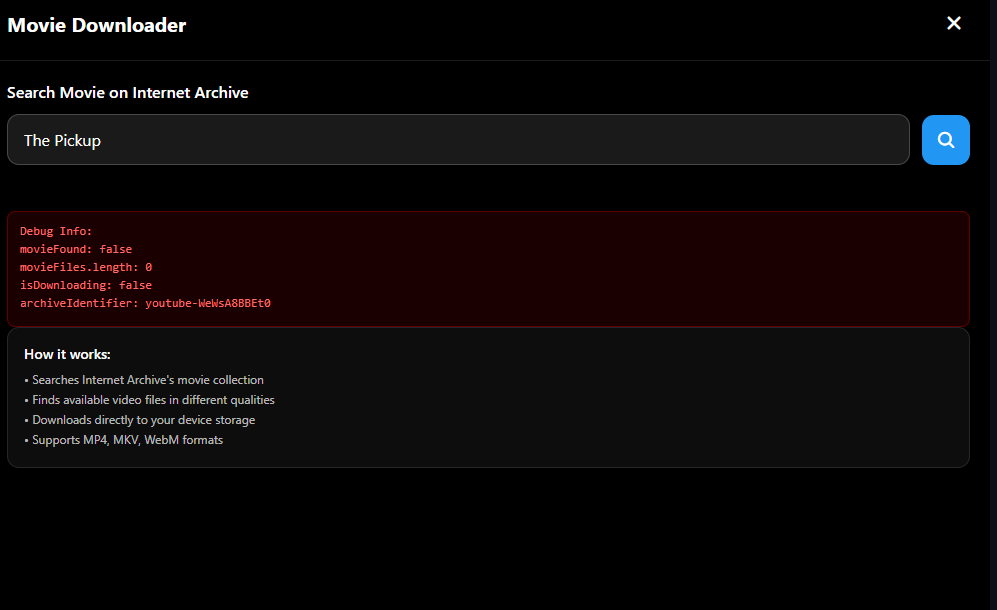 Movie Downloader
Search Movie on Internet Archive
The Pickup
Debug Info:
movieFound: false
movieFiles.length: 0
isDownloading: false
archiveIdentifier: youtube-WeWsA8BBEt0
How it works:
• Searches Internet Archive's movie collection
• Finds available video files in different qualities
• Downloads directly to your device storage
• Supports MP4, MKV, WebM formats